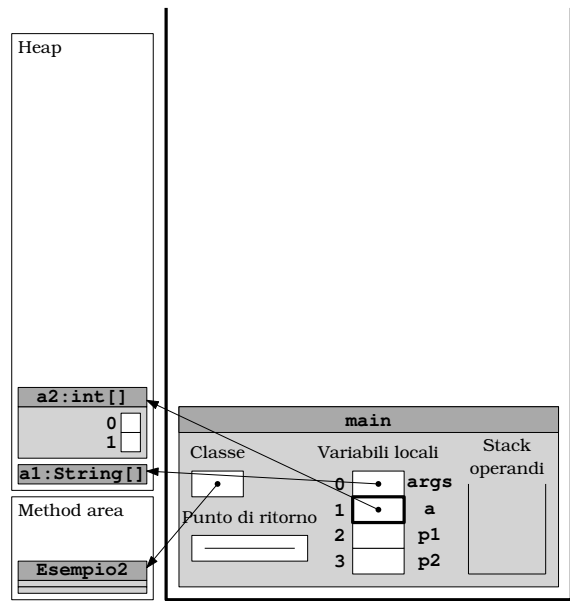 Heap
a2:int[]
0
1
a1:String[]
Method area
Esempio2
main
Classe
Variabili locali
Stack
operandi
0 args
1 a
Punto di ritorno
2 p1
3 p2